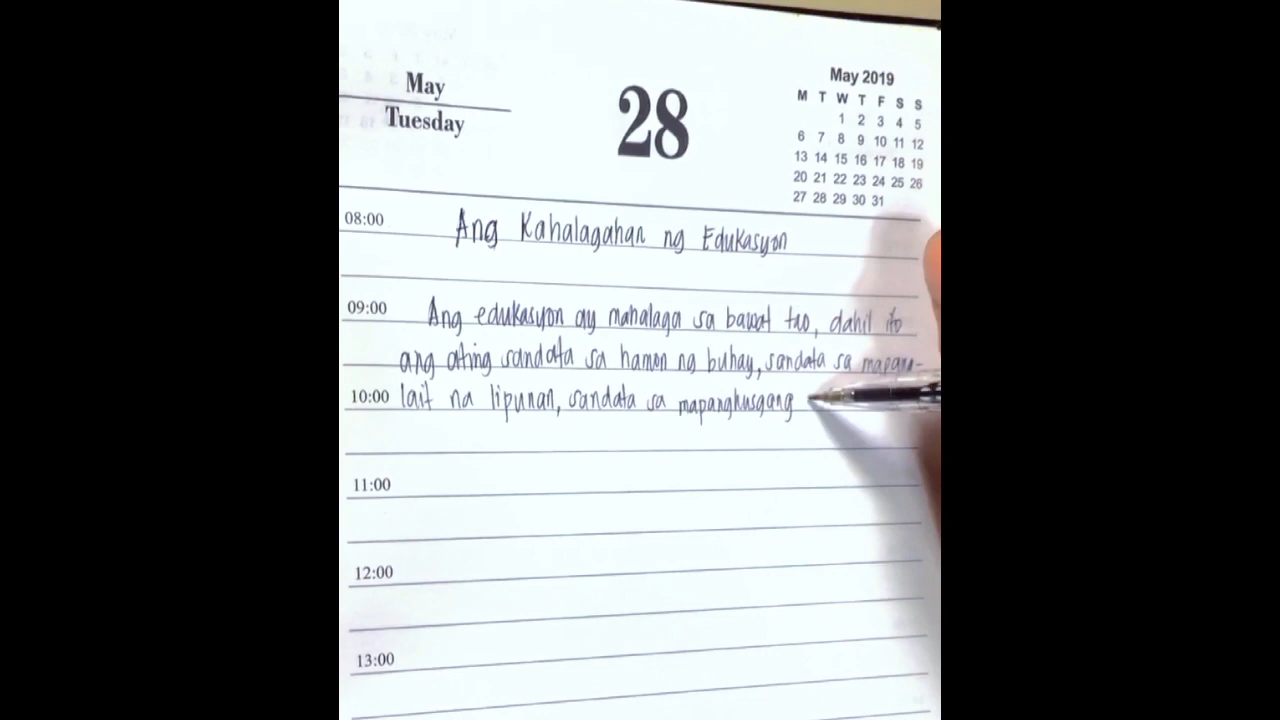 May
Tuesday
28
May 2019
M T W T F S S
1 2 3 4 5
6 7 8 9 10 11 12
13 14 15 16 17 18 19
20 21 22 23 24 25 26
27 28 29 30 31
08:00 Ang Kahalagahan ng Edukasyon
09:00 Ang edukasyon ay mahalaga sa bawat tao, dahil ito
ang ating sandata sa hamon ng buhay, sandata sa mapang-
10:00 lait na lipunan, sandata sa mapanghusgang
11:00
12:00
13:00